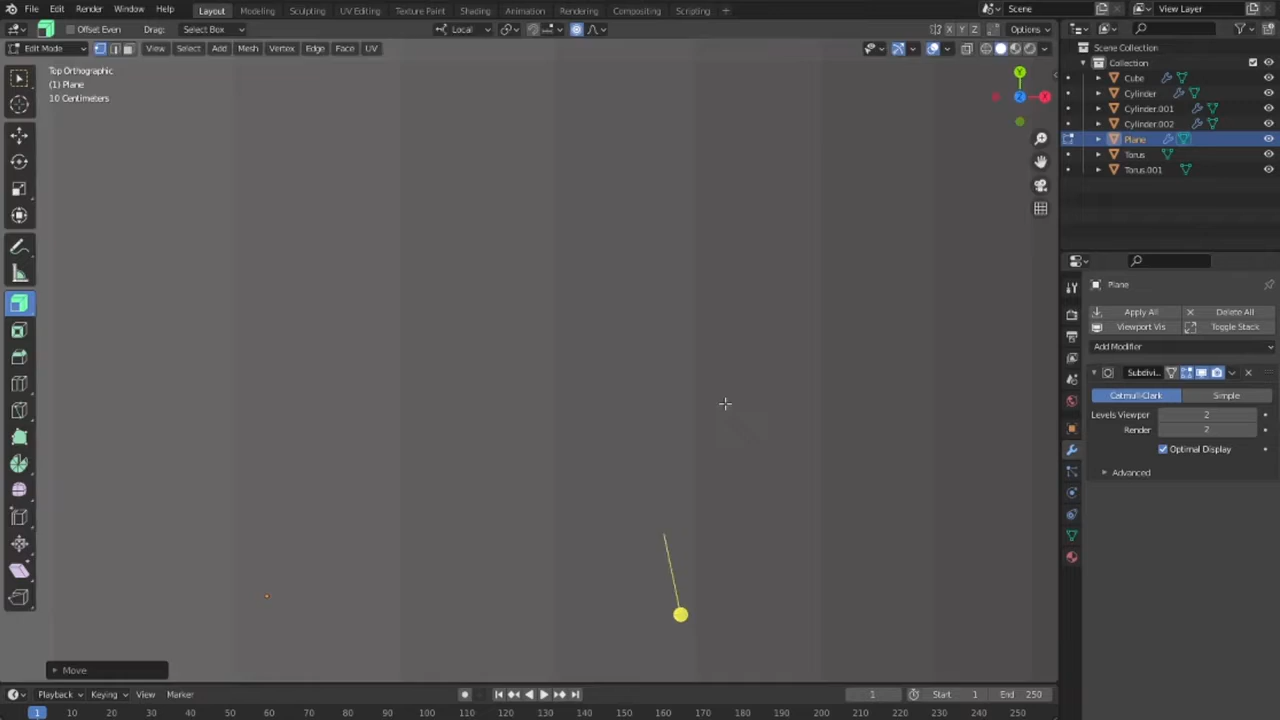 File Edit Render Window Help Layout Modeling Sculpting UV Editing Texture Paint Shading Animation Rendering Compositing Scripting + Scene View Layer
Offset Even Drag: Select Box Local X Y Z Options
Edit Mode View Select Add Mesh Vertex Edge Face UV
Scene Collection
Collection
Cube
Cylinder
Cylinder.001
Cylinder.002
Plane
Torus
Torus.001
Top Orthographic
(1) Plane
10 Centimeters
Y
Z X
Plane
Apply All Delete All
Viewport Vis Toggle Stack
Add Modifier
Subdivi...
Catmull-Clark Simple
Levels Viewpor 2
Render 2
Optimal Display
Advanced
Move
Playback Keying View Marker 1 Start 1 End 250
1 10 20 30 40 50 60 70 80 90 100 110 120 130 140 150 160 170 180 190 200 210 220 230 240 250